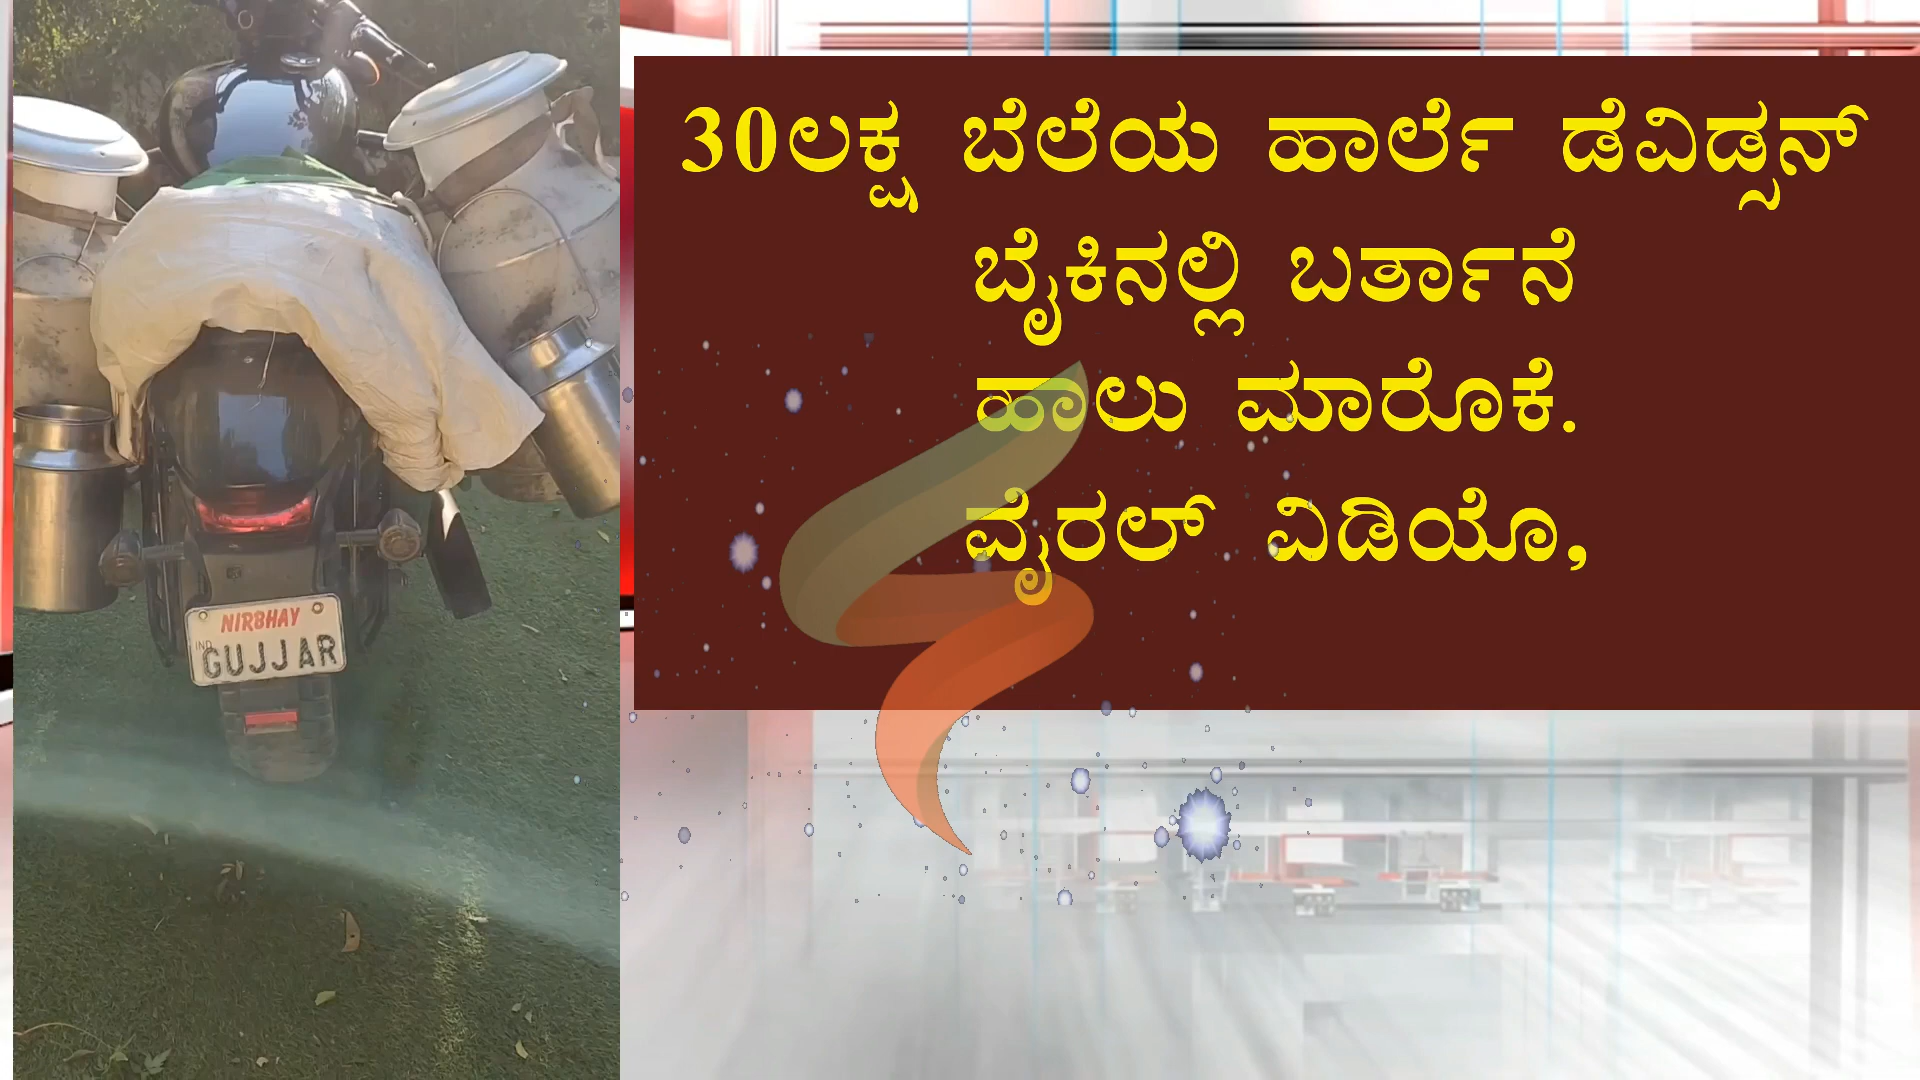 30ಲಕ್ಷ ಬೆಲೆಯ ಹಾರ್ಲೆ ಡೆವಿಡ್ಸನ್
ಬೈಕಿನಲ್ಲಿ ಬರ್ತಾನೆ
ಹಾಲು ಮಾರೊಕೆ.
ವೈರಲ್ ವಿಡಿಯೊ,
NIRBHAY
IND
GUJJAR